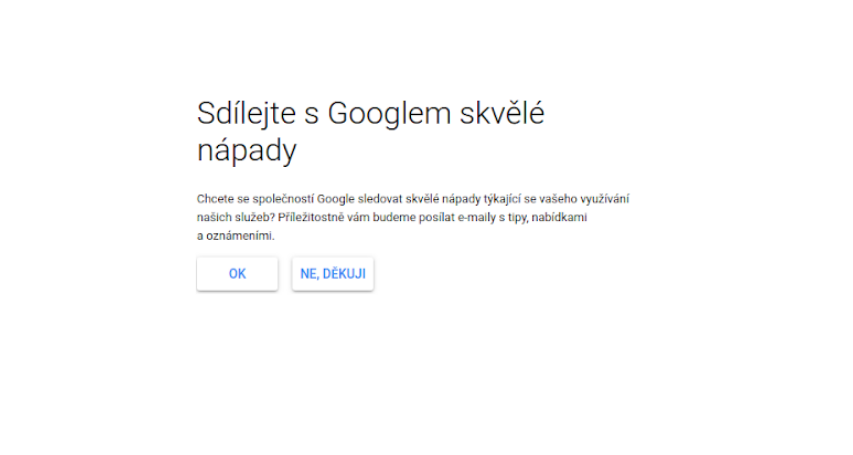 Sdílejte s Googlem skvělé
nápady
Chcete se společností Google sledovat skvělé nápady týkající se vašeho využívání
našich služeb? Příležitostně vám budeme posílat e-maily s tipy, nabídkami
a oznámeními.
OK
NE, DĚKUJI